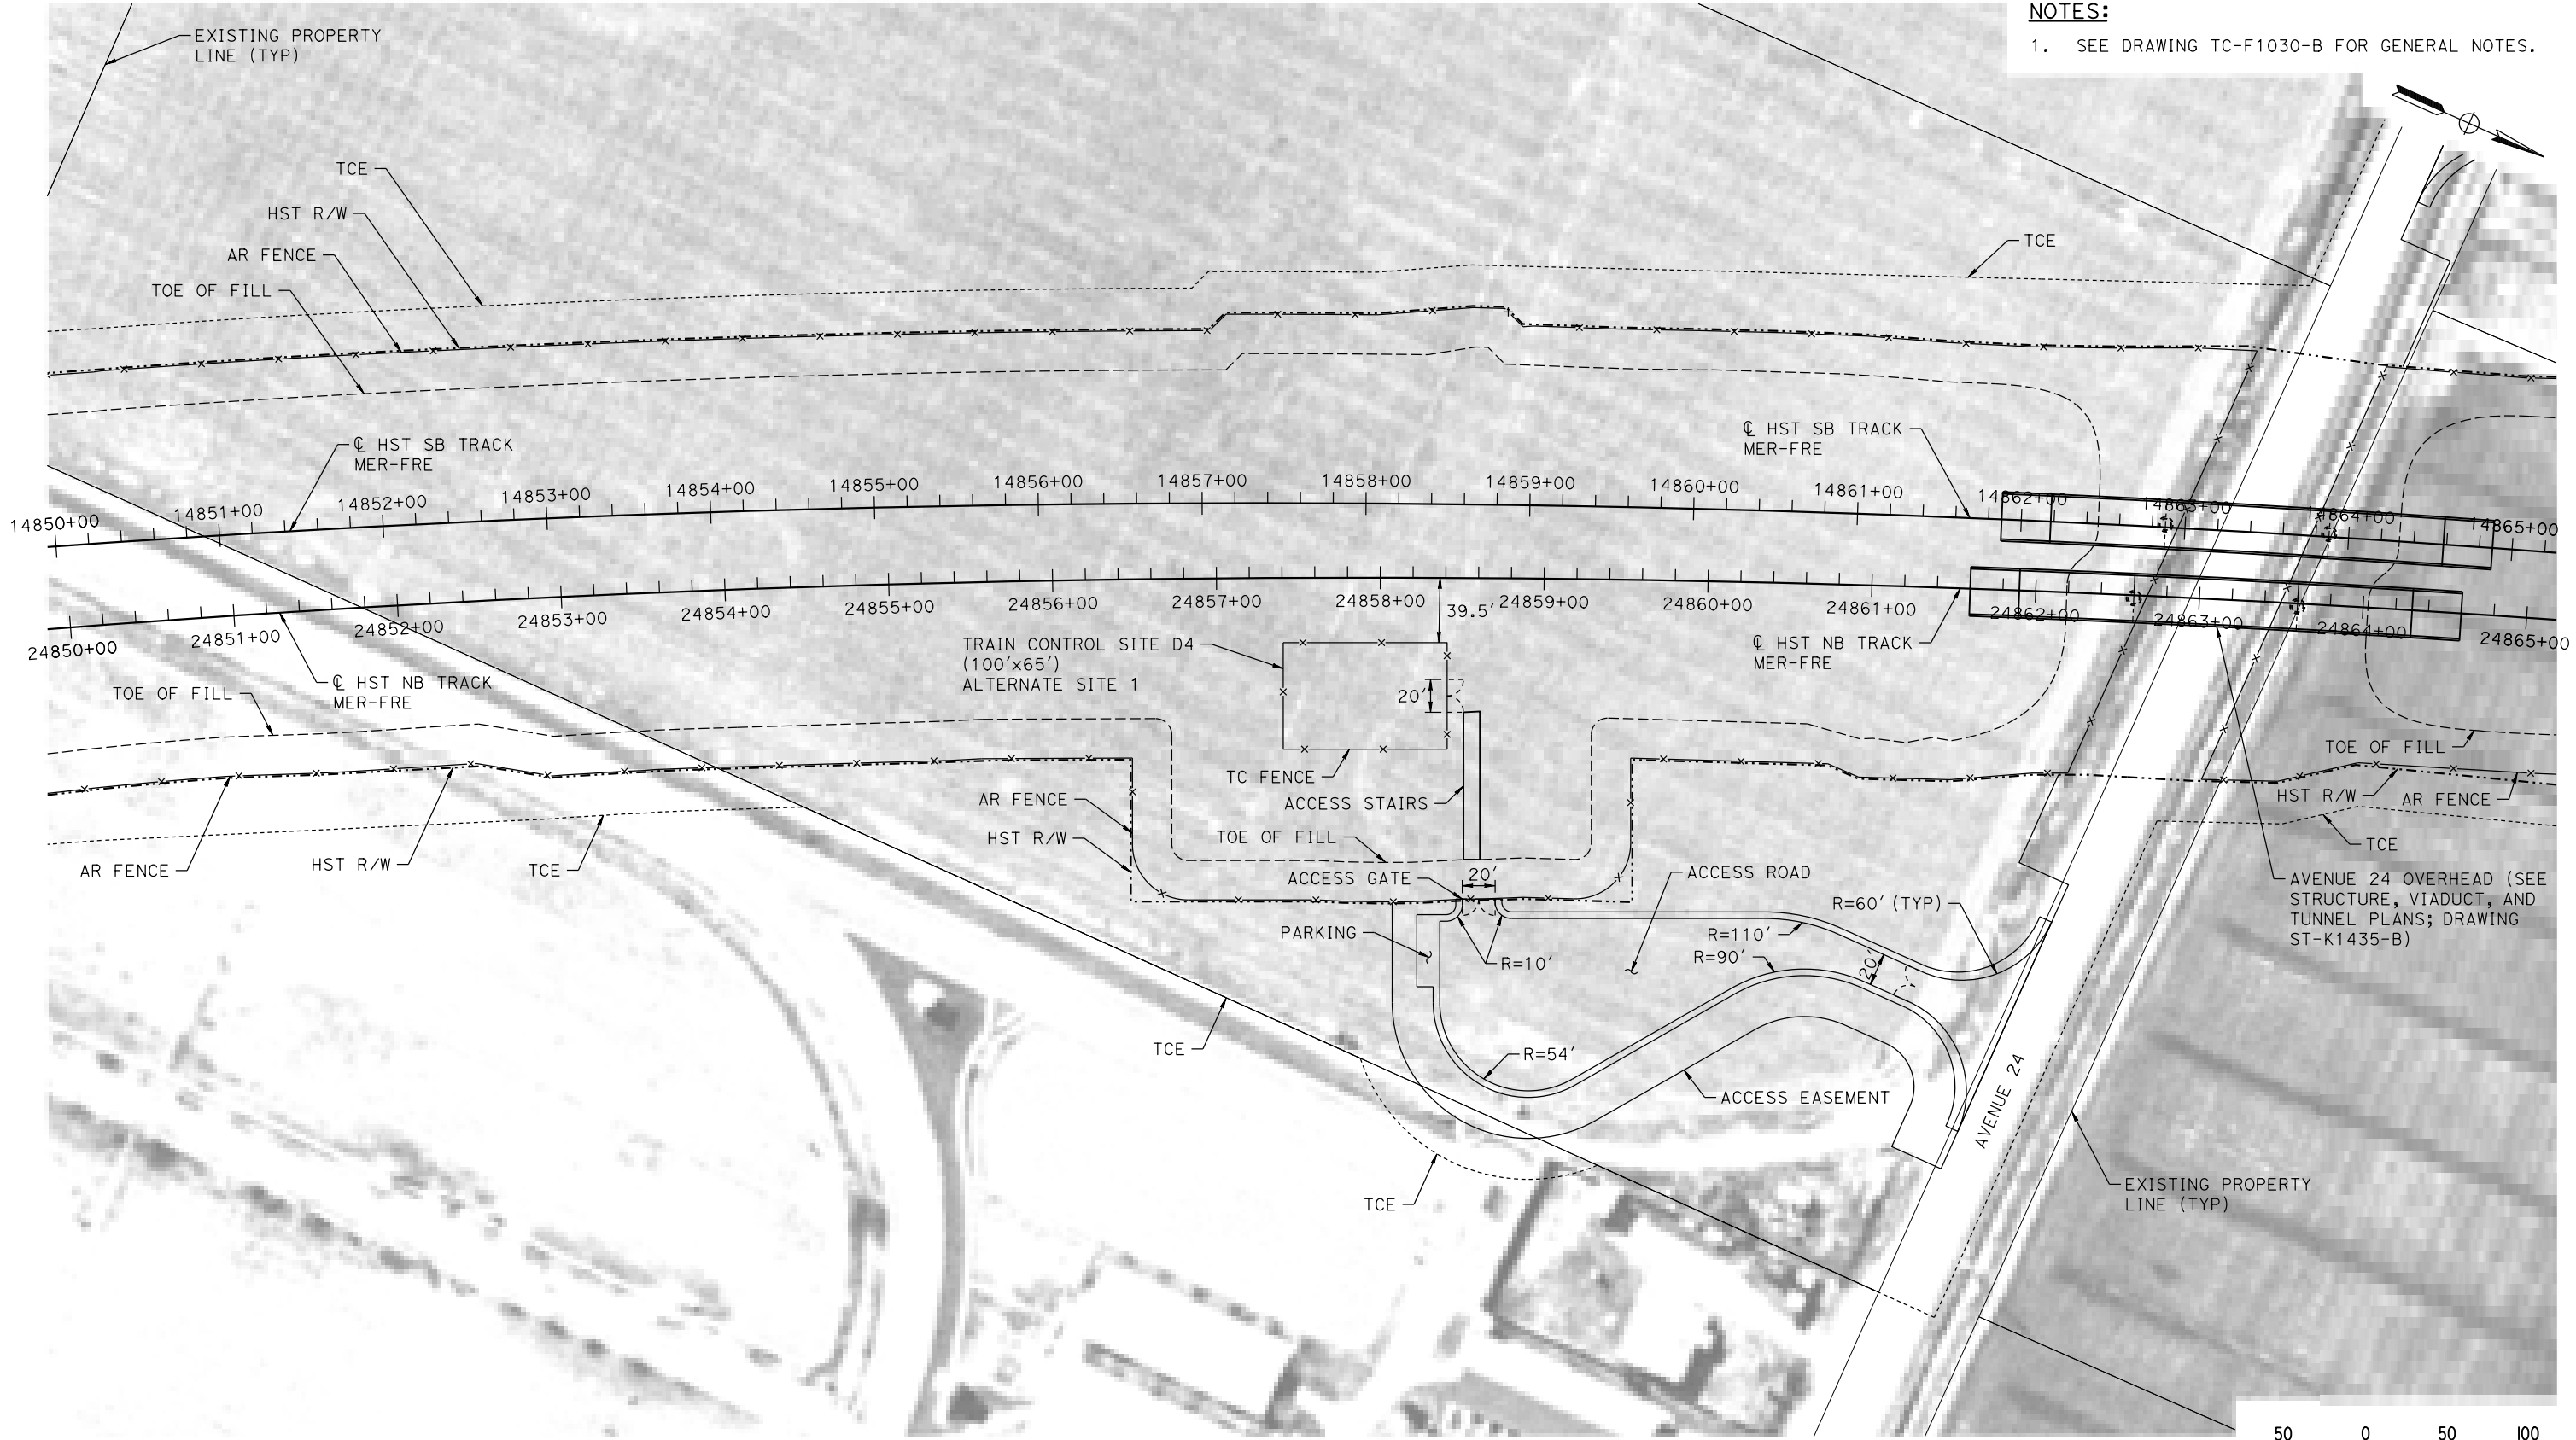 NOTES:
1. SEE DRAWING TC-F1030-B FOR GENERAL NOTES.
EXISTING PROPERTY
LINE (TYP)
TCE
HST R/W
AR FENCE
TOE OF FILL
TCE
℄ HST SB TRACK
MER-FRE
℄ HST SB TRACK
MER-FRE
14850+00
14851+00
14852+00
14853+00
14854+00
14855+00
14856+00
14857+00
14858+00
14859+00
14860+00
14861+00
14862+00
14863+00
14864+00
14865+00
24850+00
24851+00
24852+00
24853+00
24854+00
24855+00
24856+00
24857+00
24858+00
39.5'
24859+00
24860+00
24861+00
24862+00
24863+00
24864+00
24865+00
℄ HST NB TRACK
MER-FRE
TRAIN CONTROL SITE D4
(100'x65')
ALTERNATE SITE 1
℄ HST NB TRACK
MER-FRE
TOE OF FILL
20'
TC FENCE
ACCESS STAIRS
AR FENCE
HST R/W
TOE OF FILL
ACCESS GATE
20'
ACCESS ROAD
AR FENCE
HST R/W
TCE
TOE OF FILL
HST R/W
AR FENCE
TCE
AVENUE 24 OVERHEAD (SEE
STRUCTURE, VIADUCT, AND
TUNNEL PLANS; DRAWING
ST-K1435-B)
R=60' (TYP)
PARKING
R=10'
R=110'
R=90'
20'
TCE
R=54'
ACCESS EASEMENT
AVENUE 24
TCE
EXISTING PROPERTY
LINE (TYP)
50 0 50 100